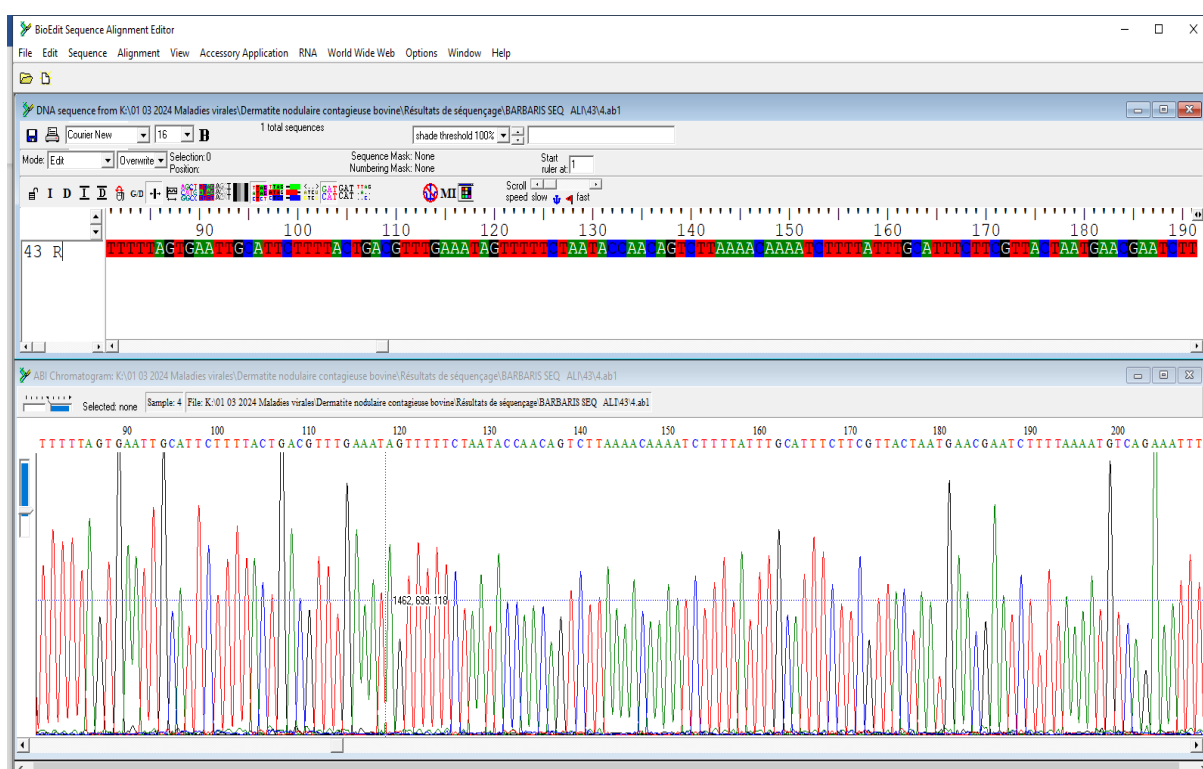 BioEdit Sequence Alignment Editor
File Edit Sequence Alignment View Accessory Application RNA World Wide Web Options Window Help
DNA sequence from K:\01 03 2024 Maladies virales\Dermatite nodulaire contagieuse bovine\Résultats de séquençage\BARBARIS SEQ ALI\43\4.ab1
Courier New 16 B 1 total sequences shade threshold 100%
Mode: Edit Overwrite Selection: 0 Position: Sequence Mask: None Numbering Mask: None Start ruler at: 1
I D I D G/D MI Scroll speed slow fast
90 100 110 120 130 140 150 160 170 180 190
43 R TTTTTAGTGAATTGCATTCTTTTACTGACGTTTGAAATAGTTTTTCTAATACCAACAGTCTTAAAACAAAATCTTTTATTTGCATTTCTTCGTTACTAATGAACGAATCTT
ABI Chromatogram: K:\01 03 2024 Maladies virales\Dermatite nodulaire contagieuse bovine\Résultats de séquençage\BARBARIS SEQ ALI\43\4.ab1
Selected: none Sample: 4 File: K:\01 03 2024 Maladies virales\Dermatite nodulaire contagieuse bovine\Résultats de séquençage\BARBARIS SEQ ALI\43\4.ab1
90 100 110 120 130 140 150 160 170 180 190 200
TTTTTAGTGAATTGCATTCTTTTACTGACGTTTGAAATAGTTTTTCTAATACCAACAGTCTTAAAACAAAATCTTTTATTTGCATTTCTTCGTTACTAATGAACGAATCTTTTAAAATGTCAGAAATTT
1462, 699: 118